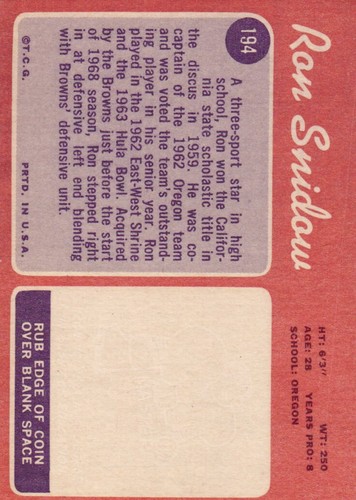 Ron Snidow
HT: 6'3" WT: 250
AGE: 28 YEARS PRO: 8
SCHOOL: OREGON
194
A three-sport star in high
school, Ron won the Califor-
nia state scholastic title in
the discus in 1959. He was co-
captain of the 1962 Oregon team
and was voted the team's outstand-
ing player in his senior year. Ron
played in the 1962 East-West Shrine
and the 1963 Hula Bowl. Acquired
by the Browns just before the start
of 1968 season, Ron stepped right
in at defensive left end blending
with Browns' defensive unit.
©T.C.G. PRTD. IN U.S.A.
RUB EDGE OF COIN
OVER BLANK SPACE